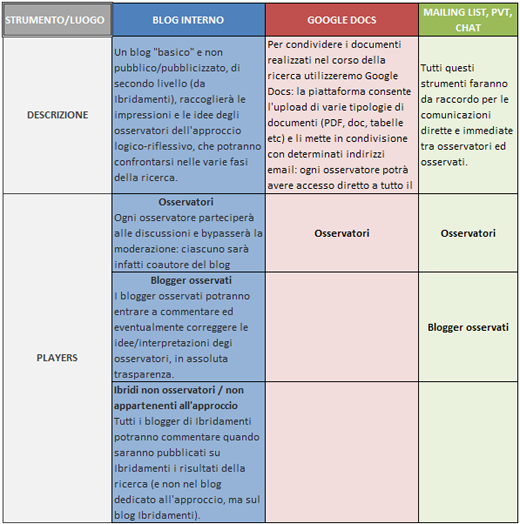 STRUMENTO/LUOGO
BLOG INTERNO
GOOGLE DOCS
MAILING LIST, PVT,
CHAT
DESCRIZIONE
Un blog "basico" e non
pubblico/pubblicizzato, di
secondo livello (da
Ibridamenti), raccoglierà le
impressioni e le idee degli
osservatori dell'approccio
logico-riflessivo, che potranno
confrontarsi nelle varie fasi
della ricerca.
Per condividere i documenti
realizzati nel corso della
ricerca utilizzeremo Google
Docs: la piattaforma consente
l'upload di varie tipologie di
documenti (PDF, doc, tabelle
etc) e li mette in condivisione
con determinati indirizzi
email: ogni osservatore potrà
avere accesso diretto a tutto il
Tutti questi
strumenti faranno
da raccordo per le
comunicazioni
dirette e immediate
tra osservatori ed
osservati.
PLAYERS
Osservatori
Ogni osservatore parteciperà
alle discussioni e bypasserà la
moderazione: ciascuno sarà
infatti coautore del blog
Osservatori
Osservatori
Blogger osservati
I blogger osservati potranno
entrare a commentare ed
eventualmente correggere le
idee/interpretazioni degi
osservatori, in assoluta
trasparenza.
Blogger osservati
Ibridi non osservatori / non
appartenenti all'approccio
Tutti i blogger di Ibridamenti
potranno commentare quando
saranno pubblicati su
Ibridamenti i risultati della
ricerca (e non nel blog
dedicato all'approccio, ma sul
blog Ibridamenti).